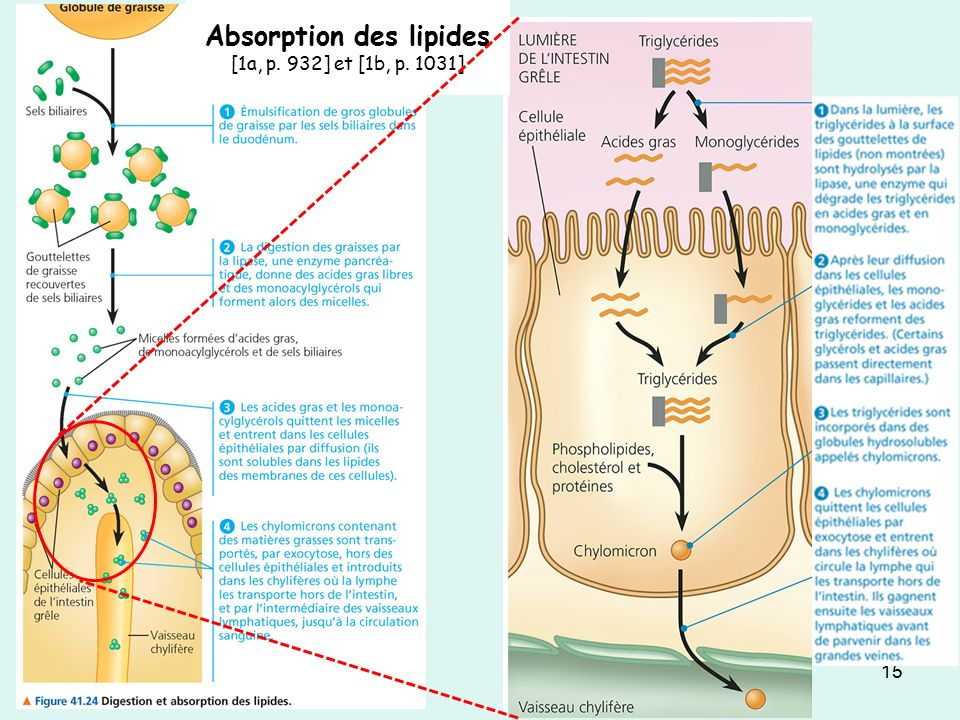 Globule de graisse
Absorption des lipides
[1a, p. 932] et [1b, p. 1031]
Sels biliaires
1 Émulsification de gros globules
de graisse par les sels biliaires dans
le duodénum.
Gouttelettes
de graisse
recouvertes
de sels biliaires
2 La digestion des graisses par
la lipase, une enzyme pancréa-
tique, donne des acides gras libres
et des monoacylglycérols qui
forment alors des micelles.
Micelles formées d'acides gras,
de monoacylglycérols et de sels biliaires
3 Les acides gras et les monoa-
cylglycérols quittent les micelles
et entrent dans les cellules
épithéliales par diffusion (ils
sont solubles dans les lipides
des membranes de ces cellules).
4 Les chylomicrons contenant
des matières grasses sont trans-
portés, par exocytose, hors des
cellules épithéliales et introduits
dans les chylifères où la lymphe
les transporte hors de l'intestin,
et par l'intermédiaire des vaisseaux
lymphatiques, jusqu'à la circulation
sanguine.
Cellules
épithéliales
de l'intestin
grêle
Vaisseau
chylifère
▲ Figure 41.24 Digestion et absorption des lipides.
LUMIÈRE
DE L'INTESTIN
GRÊLE
Triglycérides
Cellule
épithéliale
Acides gras
Monoglycérides
Triglycérides
Phospholipides,
cholestérol et
protéines
Chylomicron
Vaisseau chylifère
1 Dans la lumière, les
triglycérides à la surface
des gouttelettes de
lipides (non montrées)
sont hydrolysés par la
lipase, une enzyme qui
dégrade les triglycérides
en acides gras et en
monoglycérides.
2 Après leur diffusion
dans les cellules
épithéliales, les mono-
glycérides et les acides
gras reforment des
triglycérides. (Certains
glycérols et acides gras
passent directement
dans les capillaires.)
3 Les triglycérides sont
incorporés dans des
globules hydrosolubles
appelés chylomicrons.
4 Les chylomicrons
quittent les cellules
épithéliales par
exocytose et entrent
dans les chylifères où
circule la lymphe qui
les transporte hors de
l'intestin. Ils gagnent
ensuite les vaisseaux
lymphatiques avant
de parvenir dans les
grandes veines.
15